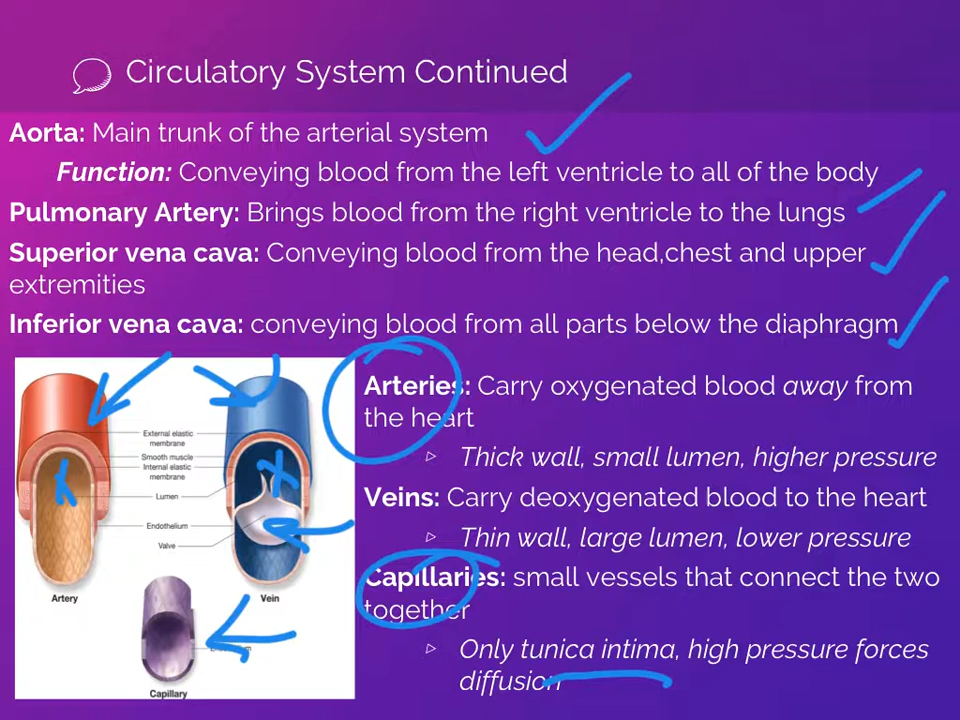 Circulatory System Continued
Aorta: Main trunk of the arterial system
Function: Conveying blood from the left ventricle to all of the body
Pulmonary Artery: Brings blood from the right ventricle to the lungs
Superior vena cava: Conveying blood from the head,chest and upper
extremities
Inferior vena cava: conveying blood from all parts below the diaphragm
Arteries: Carry oxygenated blood away from
the heart
Thick wall, small lumen, higher pressure
Veins: Carry deoxygenated blood to the heart
Thin wall, large lumen, lower pressure
Capillaries: small vessels that connect the two
together
Only tunica intima, high pressure forces
diffusion
External elastic
membrane
Smooth muscle
Internal elastic
membrane
Lumen
Endothelium
Valve
Artery
Vein
Capillary